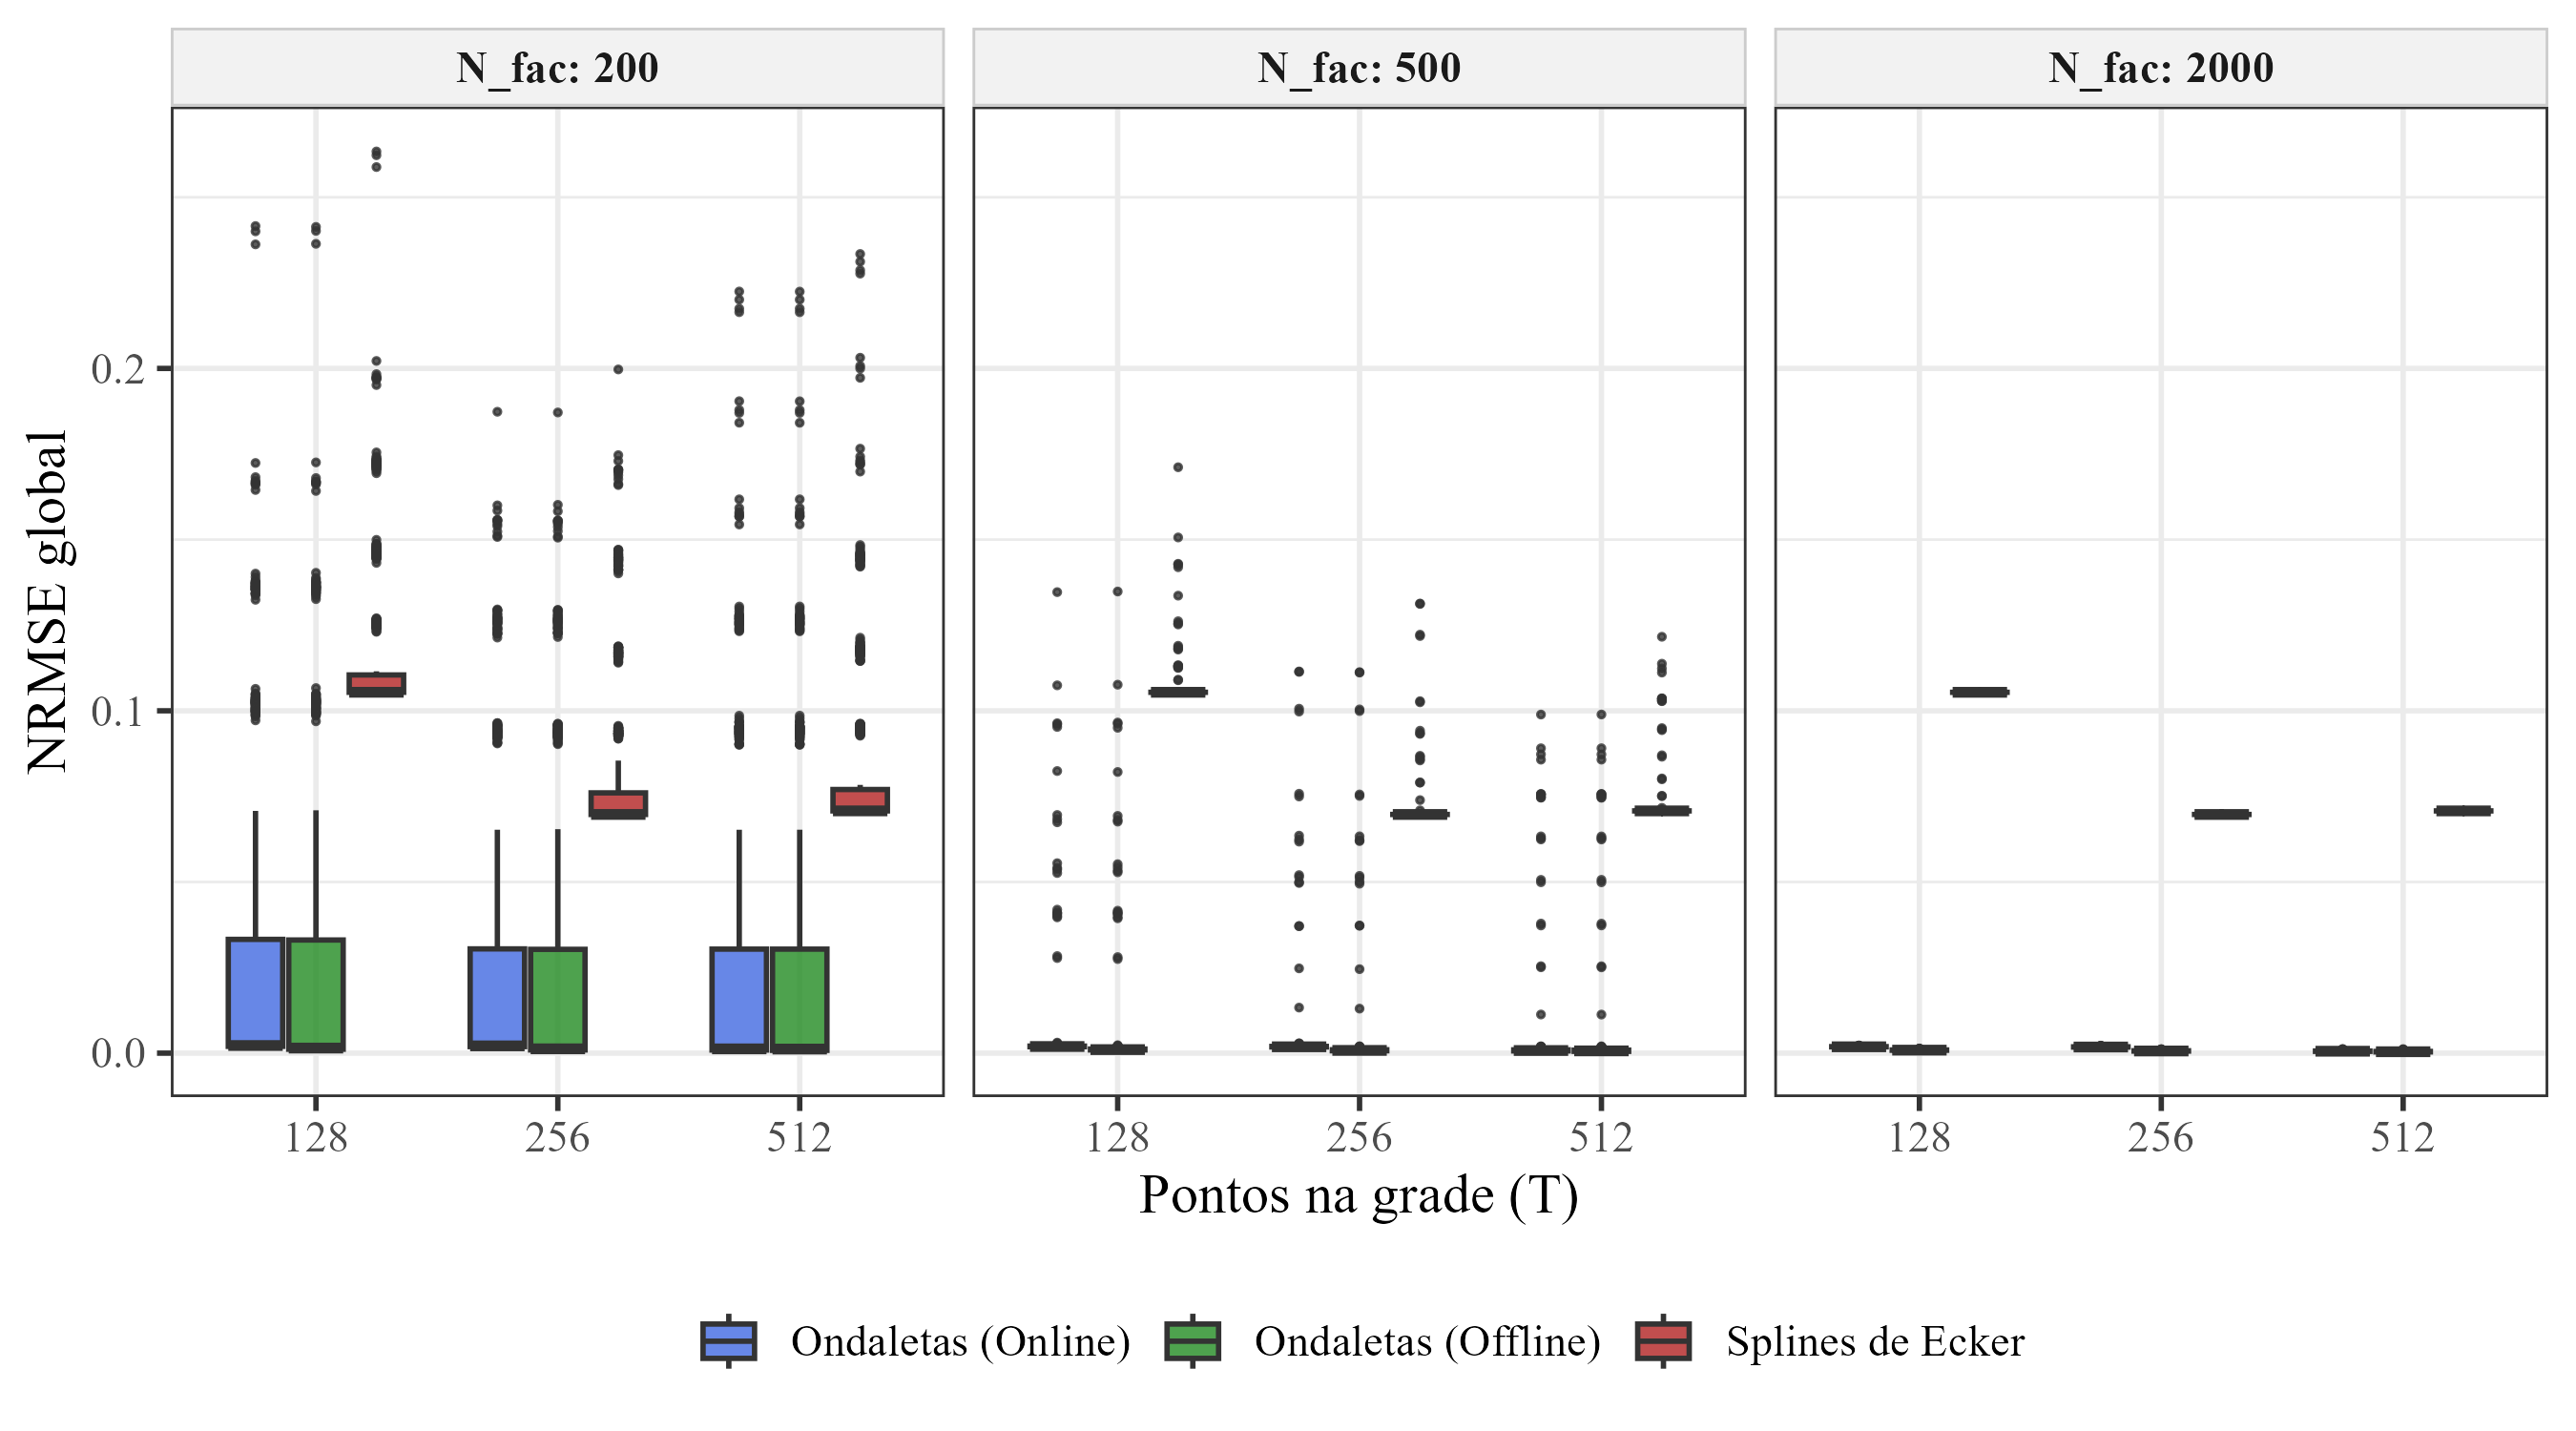 N_fac: 200
N_fac: 500
N_fac: 2000
NRMSE global
0.2
0.1
0.0
128 256 512
128 256 512
128 256 512
Pontos na grade (T)
Ondaletas (Online) Ondaletas (Offline) Splines de Ecker